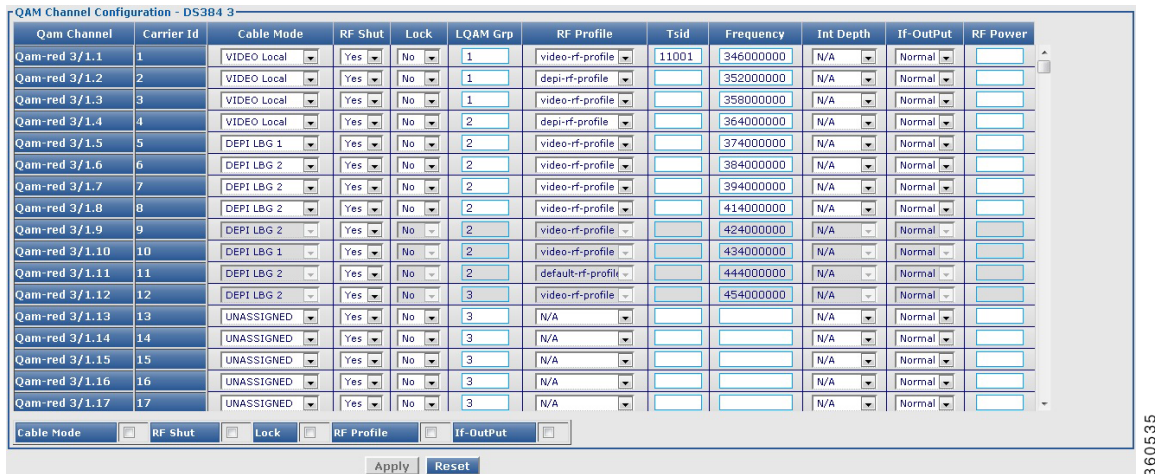 QAM Channel Configuration - DS384 3
Qam Channel Carrier Id Cable Mode RF Shut Lock LQAM Grp RF Profile Tsid Frequency Int Depth If-OutPut RF Power
Qam-red 3/1.1 1 VIDEO Local Yes No 1 video-rf-profile 11001 346000000 N/A Normal
Qam-red 3/1.2 2 VIDEO Local Yes No 1 depi-rf-profile 352000000 N/A Normal
Qam-red 3/1.3 3 VIDEO Local Yes No 1 video-rf-profile 358000000 N/A Normal
Qam-red 3/1.4 4 VIDEO Local Yes No 2 depi-rf-profile 364000000 N/A Normal
Qam-red 3/1.5 5 DEPI LBG 1 Yes No 2 video-rf-profile 374000000 N/A Normal
Qam-red 3/1.6 6 DEPI LBG 2 Yes No 2 video-rf-profile 384000000 N/A Normal
Qam-red 3/1.7 7 DEPI LBG 2 Yes No 2 video-rf-profile 394000000 N/A Normal
Qam-red 3/1.8 8 DEPI LBG 2 Yes No 2 video-rf-profile 414000000 N/A Normal
Qam-red 3/1.9 9 DEPI LBG 2 Yes No 2 video-rf-profile 424000000 N/A Normal
Qam-red 3/1.10 10 DEPI LBG 1 Yes No 2 video-rf-profile 434000000 N/A Normal
Qam-red 3/1.11 11 DEPI LBG 2 Yes No 2 default-rf-profile 444000000 N/A Normal
Qam-red 3/1.12 12 DEPI LBG 2 Yes No 3 video-rf-profile 454000000 N/A Normal
Qam-red 3/1.13 13 UNASSIGNED Yes No 3 N/A N/A Normal
Qam-red 3/1.14 14 UNASSIGNED Yes No 3 N/A N/A Normal
Qam-red 3/1.15 15 UNASSIGNED Yes No 3 N/A N/A Normal
Qam-red 3/1.16 16 UNASSIGNED Yes No 3 N/A N/A Normal
Qam-red 3/1.17 17 UNASSIGNED Yes No 3 N/A N/A Normal
Cable Mode RF Shut Lock RF Profile If-OutPut
Apply Reset
360535